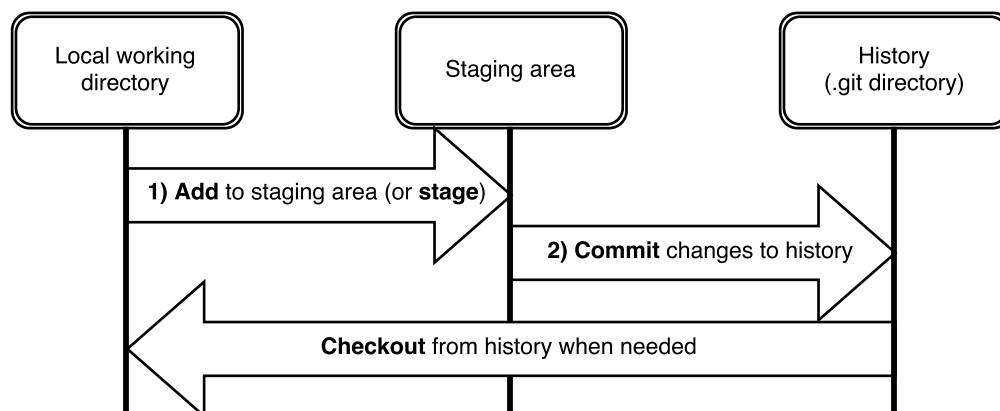 Local working
directory
Staging area
History
(.git directory)
1) Add to staging area (or stage)
2) Commit changes to history
Checkout from history when needed